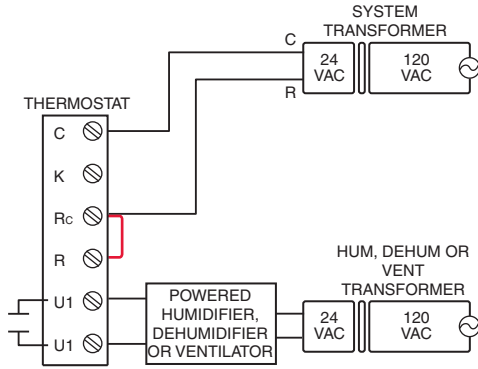 SYSTEM
TRANSFORMER
C
24
VAC
120
VAC
R
THERMOSTAT
C
K
RC
R
U1
U1
POWERED
HUMIDIFIER,
DEHUMIDIFIER
OR VENTILATOR
HUM, DEHUM OR
VENT
TRANSFORMER
24
VAC
120
VAC